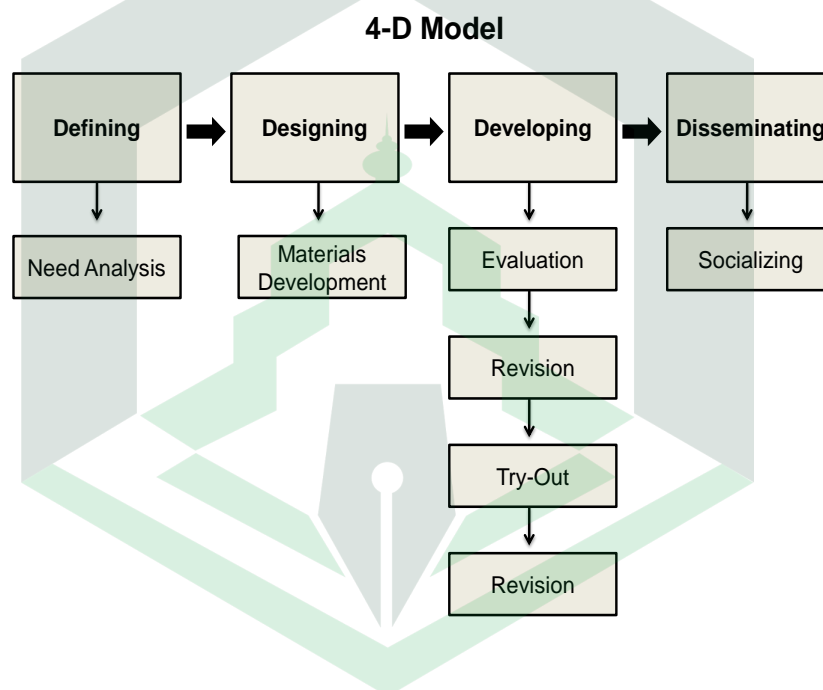 4-D Model
Defining
Designing
Developing
Disseminating
Need Analysis
Materials
Development
Evaluation
Socializing
Revision
Try-Out
Revision